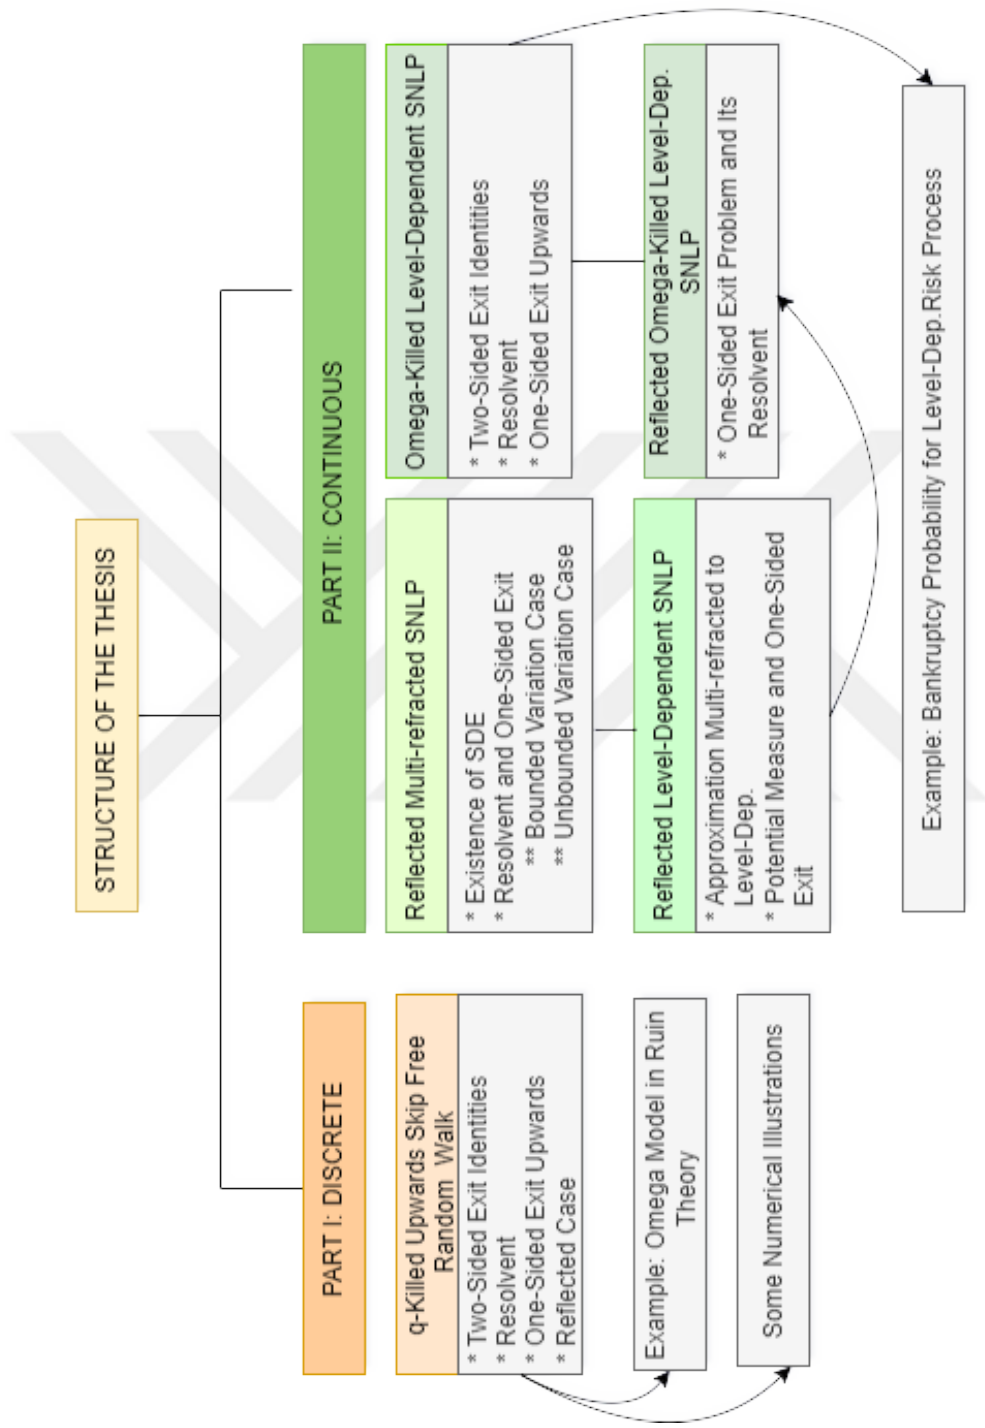 STRUCTURE OF THE THESIS
PART I: DISCRETE
q-Killed Upwards Skip Free
Random Walk
* Two-Sided Exit Identities
* Resolvent
* One-Sided Exit Upwards
* Reflected Case
Example: Omega Model in Ruin
Theory
Some Numerical Illustrations
PART II: CONTINUOUS
Reflected Multi-refracted SNLP
* Existence of SDE
* Resolvent and One-Sided Exit
** Bounded Variation Case
** Unbounded Variation Case
Reflected Level-Dependent SNLP
* Approximation Multi-refracted to
Level-Dep.
* Potential Measure and One-Sided
Exit
Omega-Killed Level-Dependent SNLP
* Two-Sided Exit Identities
* Resolvent
* One-Sided Exit Upwards
Reflected Omega-Killed Level-Dep.
SNLP
* One-Sided Exit Problem and Its
Resolvent
Example: Bankruptcy Probability for Level-Dep.Risk Process